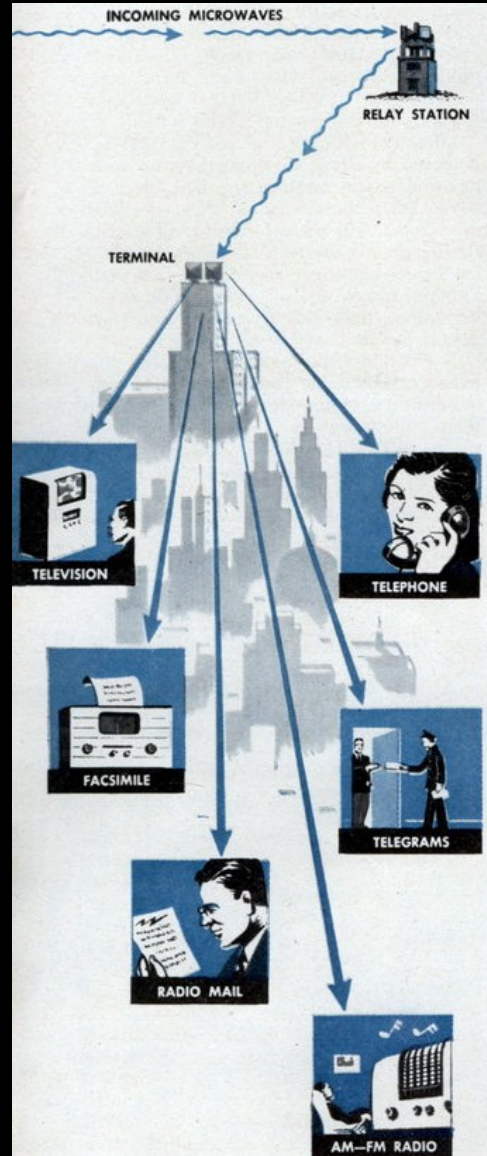 INCOMING MICROWAVES
RELAY STATION
TERMINAL
TELEVISION
TELEPHONE
FACSIMILE
TELEGRAMS
RADIO MAIL
AM—FM RADIO